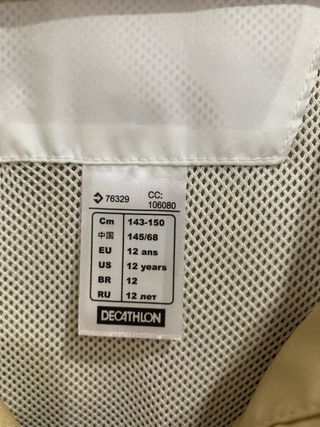 76329 CC: 106080
Cm 143-150
中国 145/68
EU 12 ans
US 12 years
BR 12
RU 12 лет
DECATHLON